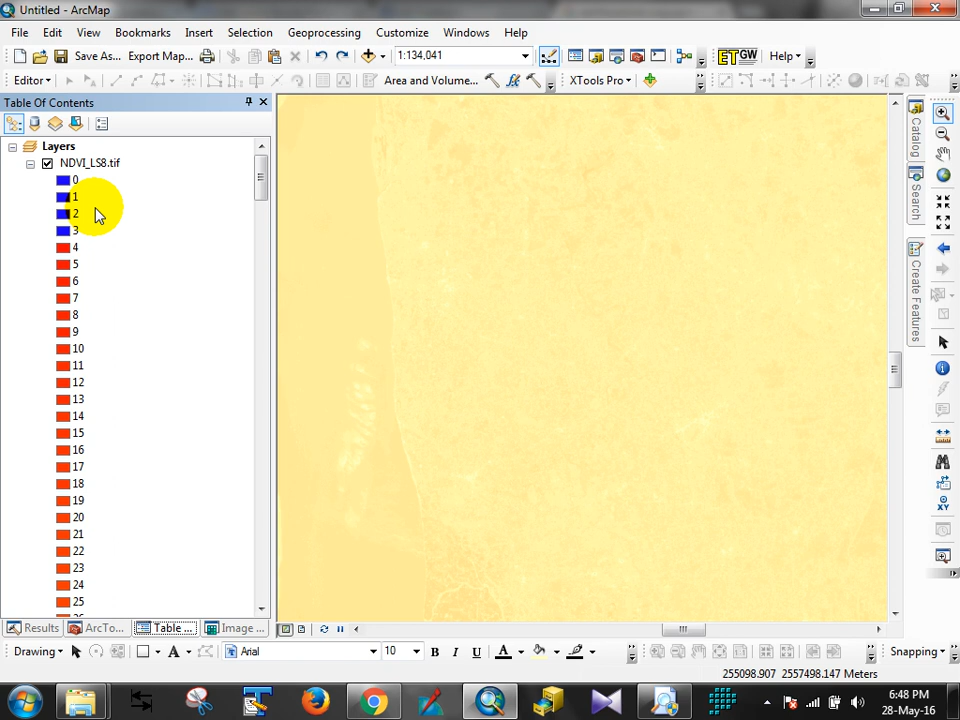 Untitled - ArcMap
File Edit View Bookmarks Insert Selection Geoprocessing Customize Windows Help
Save As... Export Map... 1:134,041 ETGW Help
Editor Area and Volume... XTools Pro
Table Of Contents
Layers
NDVI_LS8.tif
0
1
2
3
4
5
6
7
8
9
10
11
12
13
14
15
16
17
18
19
20
21
22
23
24
25
Catalog
Search
Create Features
XY
Results ArcTo... Table ... Image ...
Drawing A Arial 10 B I U A Snapping
255098.907 2557498.147 Meters
6:48 PM
28-May-16